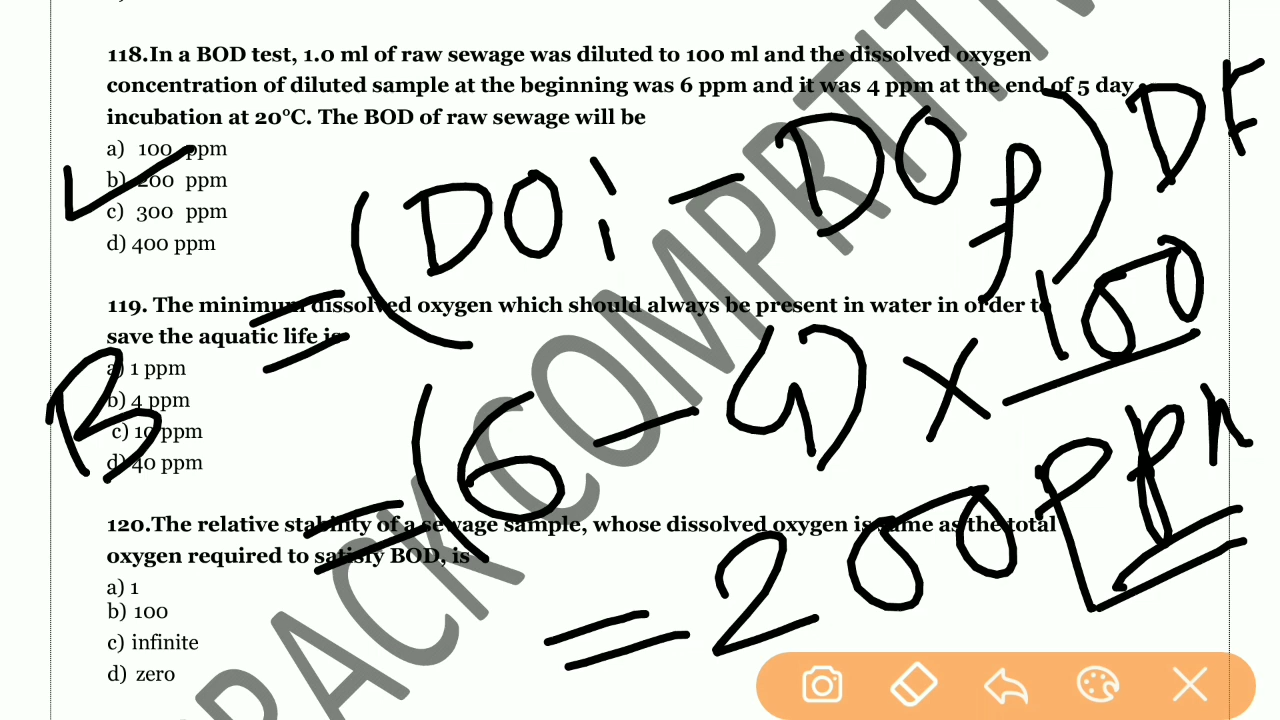 118.In a BOD test, 1.0 ml of raw sewage was diluted to 100 ml and the dissolved oxygen
concentration of diluted sample at the beginning was 6 ppm and it was 4 ppm at the end of 5 day
incubation at 20°C. The BOD of raw sewage will be
a) 100 ppm
b) 200 ppm
c) 300 ppm
d) 400 ppm
= (DOi - DOf) DF
119. The minimum dissolved oxygen which should always be present in water in order to
save the aquatic life is
a) 1 ppm
b) 4 ppm
c) 10 ppm
d) 40 ppm
B
= (6 - 4) × 100
= 200 ppm
120.The relative stability of a sewage sample, whose dissolved oxygen is same as the total
oxygen required to satisfy BOD, is
a) 1
b) 100
c) infinite
d) zero